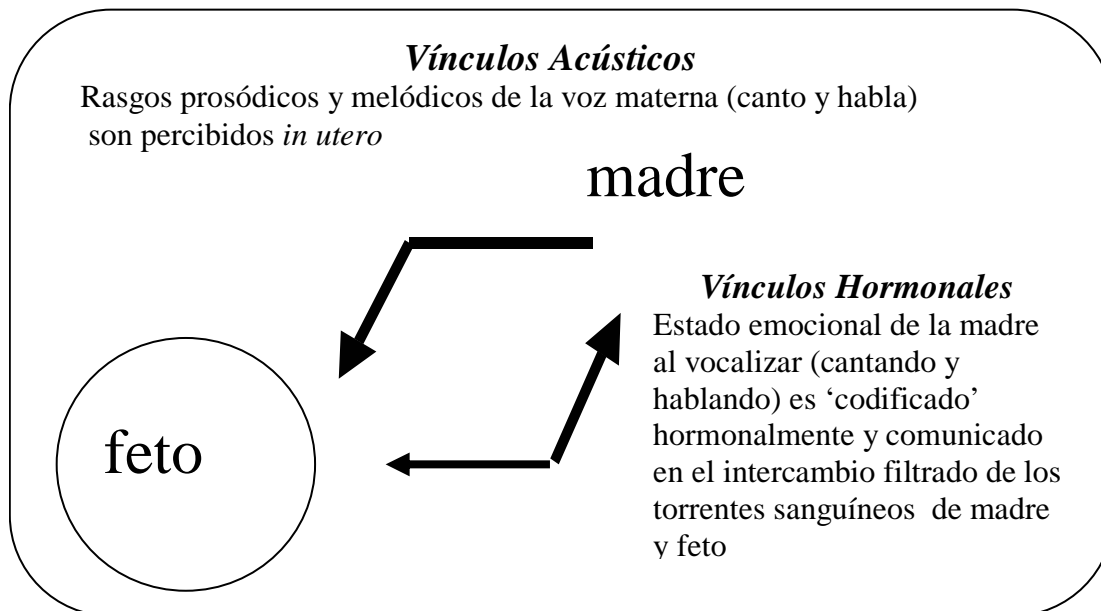 Vínculos Acústicos
Rasgos prosódicos y melódicos de la voz materna (canto y habla)
son percibidos in utero
madre
Vínculos Hormonales
Estado emocional de la madre
al vocalizar (cantando y
hablando) es ‘codificado’
hormonalmente y comunicado
en el intercambio filtrado de los
torrentes sanguíneos de madre
y feto
feto